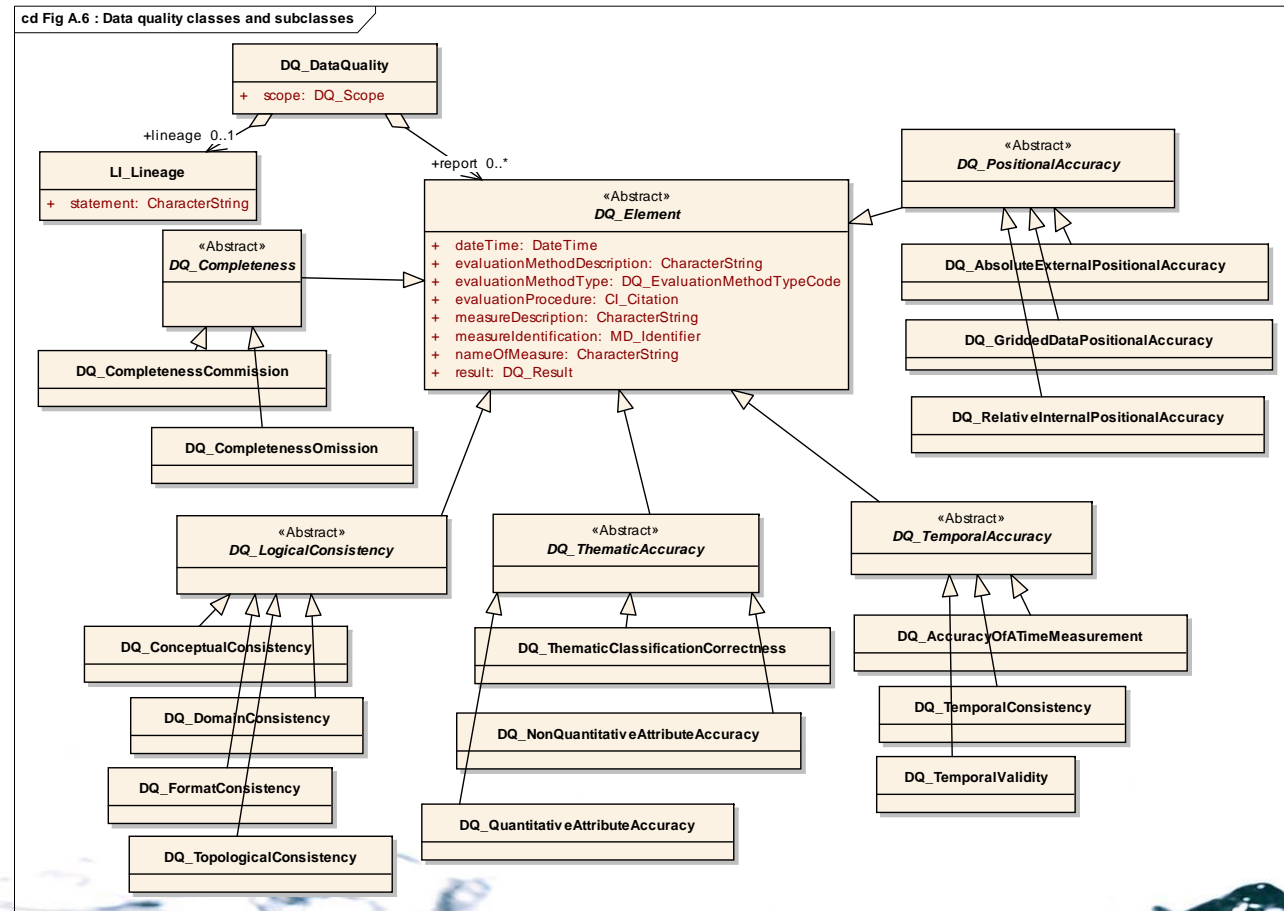 cd Fig A.6 : Data quality classes and subclasses
DQ_DataQuality
+ scope: DQ_Scope
+lineage 0..1
+report 0..*
LI_Lineage
+ statement: CharacterString
«Abstract»
DQ_Element
+ dateTime: DateTime
+ evaluationMethodDescription: CharacterString
+ evaluationMethodType: DQ_EvaluationMethodTypeCode
+ evaluationProcedure: CI_Citation
+ measureDescription: CharacterString
+ measureIdentification: MD_Identifier
+ nameOfMeasure: CharacterString
+ result: DQ_Result
«Abstract»
DQ_PositionalAccuracy
DQ_AbsoluteExternalPositionalAccuracy
DQ_GriddedDataPositionalAccuracy
DQ_RelativeInternalPositionalAccuracy
«Abstract»
DQ_Completeness
DQ_CompletenessCommission
DQ_CompletenessOmission
«Abstract»
DQ_LogicalConsistency
DQ_ConceptualConsistency
DQ_DomainConsistency
DQ_FormatConsistency
DQ_TopologicalConsistency
«Abstract»
DQ_ThematicAccuracy
DQ_ThematicClassificationCorrectness
DQ_NonQuantitativeAttributeAccuracy
DQ_QuantitativeAttributeAccuracy
«Abstract»
DQ_TemporalAccuracy
DQ_AccuracyOfATimeMeasurement
DQ_TemporalConsistency
DQ_TemporalValidity